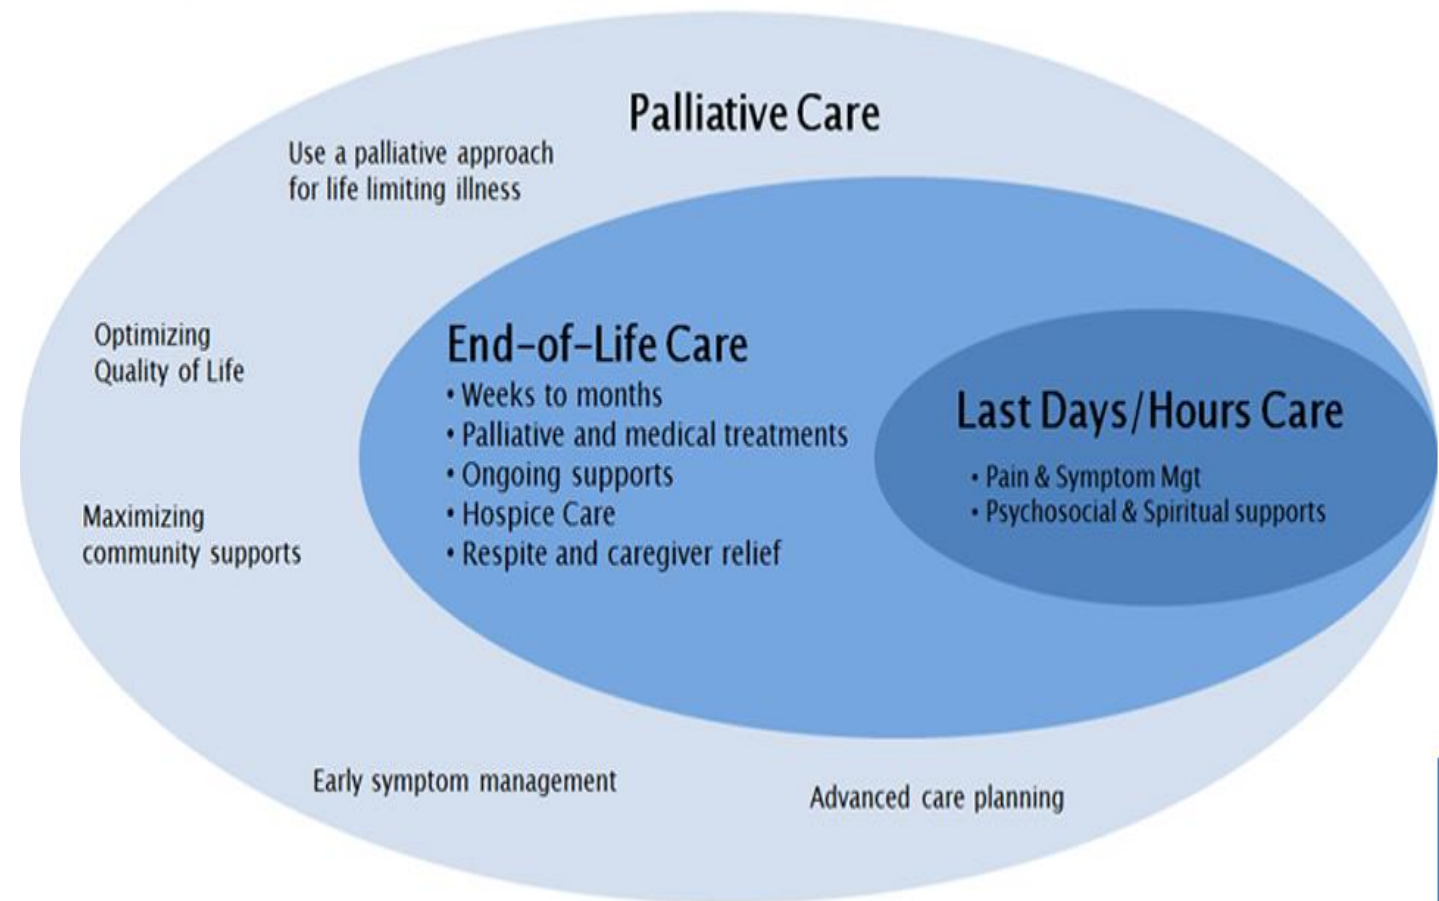 Palliative Care
Use a palliative approach
for life limiting illness
Optimizing
Quality of Life
Maximizing
community supports
End-of-Life Care
• Weeks to months
• Palliative and medical treatments
• Ongoing supports
• Hospice Care
• Respite and caregiver relief
Last Days/Hours Care
• Pain & Symptom Mgt
• Psychosocial & Spiritual supports
Early symptom management
Advanced care planning